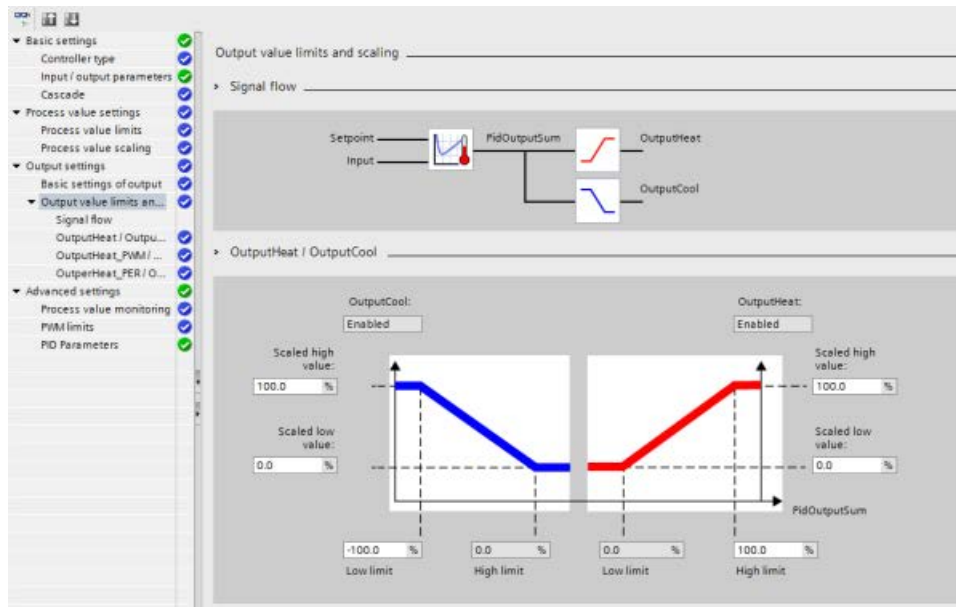 Basic settings
Controller type
Input / output parameters
Cascade
Process value settings
Process value limits
Process value scaling
Output settings
Basic settings of output
Output value limits an...
Signal flow
OutputHeat / Outpu...
OutputHeat_PWM / ...
OutperHeat_PER / O...
Advanced settings
Process value monitoring
PWM limits
PID Parameters
Output value limits and scaling
Signal flow
Setpoint
Input
PidOutputSum
OutputHeat
OutputCool
OutputHeat / OutputCool
OutputCool:
Enabled
OutputHeat:
Enabled
Scaled high
value:
100.0 %
Scaled low
value:
0.0 %
Scaled high
value:
100.0 %
Scaled low
value:
0.0 %
PidOutputSum
-100.0 %
0.0 %
0.0 %
100.0 %
Low limit
High limit
Low limit
High limit